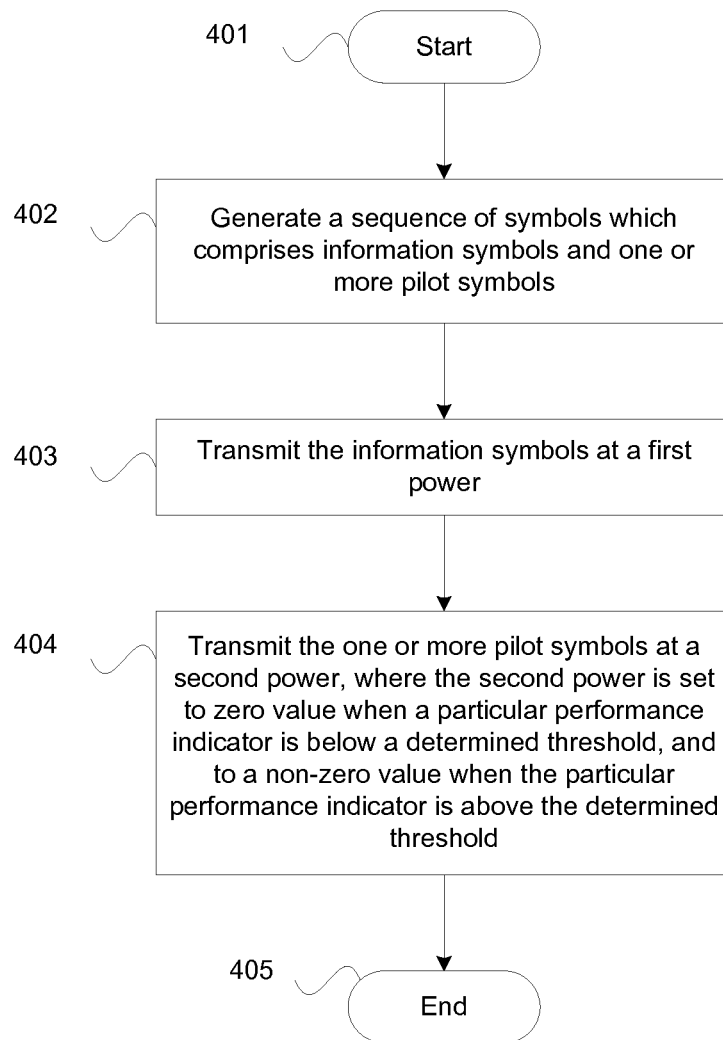 401
Start
402
Generate a sequence of symbols which
comprises information symbols and one or
more pilot symbols
403
Transmit the information symbols at a first
power
404
Transmit the one or more pilot symbols at a
second power, where the second power is set
to zero value when a particular performance
indicator is below a determined threshold, and
to a non-zero value when the particular
performance indicator is above the determined
threshold
405
End